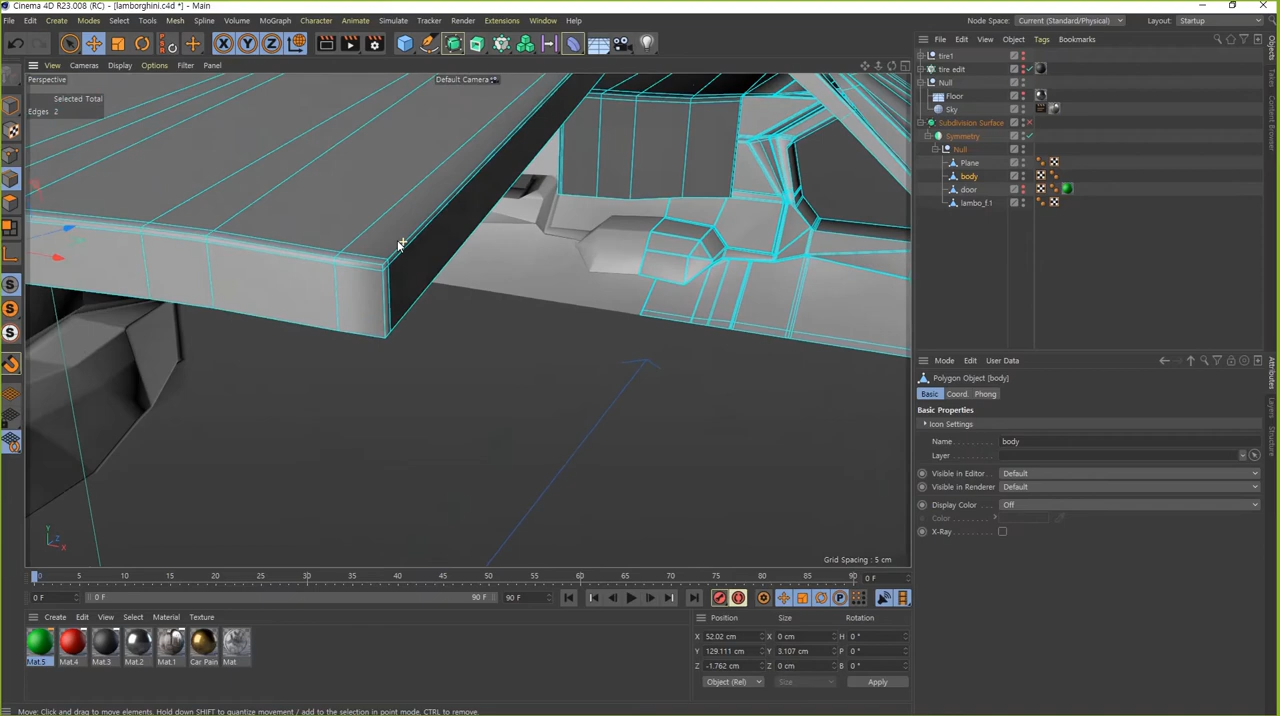 Cinema 4D R23.008 (RC) - [lamborghini.c4d *] - Main
File Edit Create Modes Select Tools Mesh Spline Volume MoGraph Character Animate Simulate Tracker Render Extensions Window Help Node Space: Current (Standard/Physical) Layout: Startup
View Cameras Display Options Filter Panel
File Edit View Object Tags Bookmarks
Perspective
Default Camera
Selected Total
Edges 2
tire1
tire edit
Null
Floor
Sky
Subdivision Surface
Symmetry
Null
Plane
body
door
lambo_f.1
Objects
Takes
Content Browser
Mode Edit User Data
Polygon Object [body]
Basic Coord. Phong
Basic Properties
Icon Settings
Name body
Layer
Visible in Editor Default
Visible in Renderer Default
Display Color Off
Color
X-Ray
Attributes
Layers
Structure
Y
Z
X
Grid Spacing : 5 cm
0 5 10 15 20 25 30 35 40 45 50 55 60 65 70 75 80 85 90 0 F
0 F 0 F 90 F 90 F
Create Edit View Select Material Texture
Mat.5 Mat.4 Mat.3 Mat.2 Mat.1 Car Pain Mat
Position Size Rotation
X 52.02 cm X 0 cm H 0 °
Y 129.111 cm Y 3.107 cm P 0 °
Z -1.762 cm Z 0 cm B 0 °
Object (Rel) Size Apply
Move: Click and drag to move elements. Hold down SHIFT to quantize movement / add to the selection in point mode, CTRL to remove.